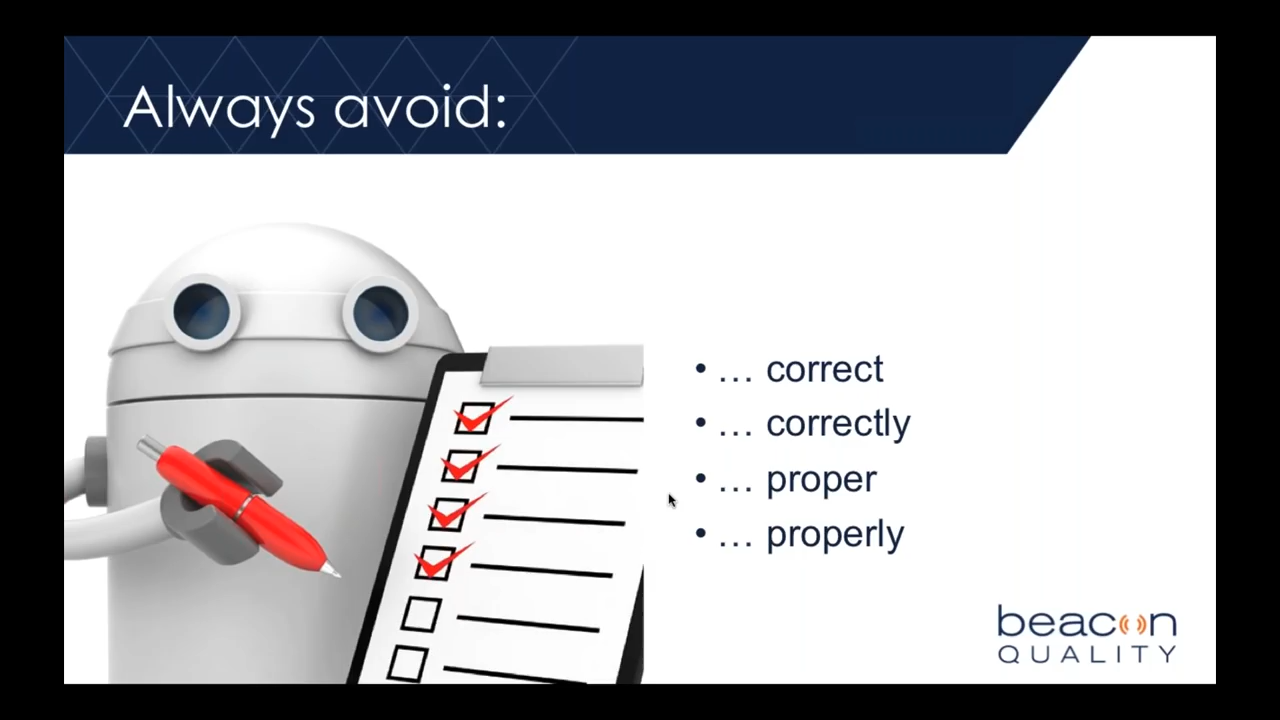 Always avoid:
• … correct
• … correctly
• … proper
• … properly
beacon
QUALITY